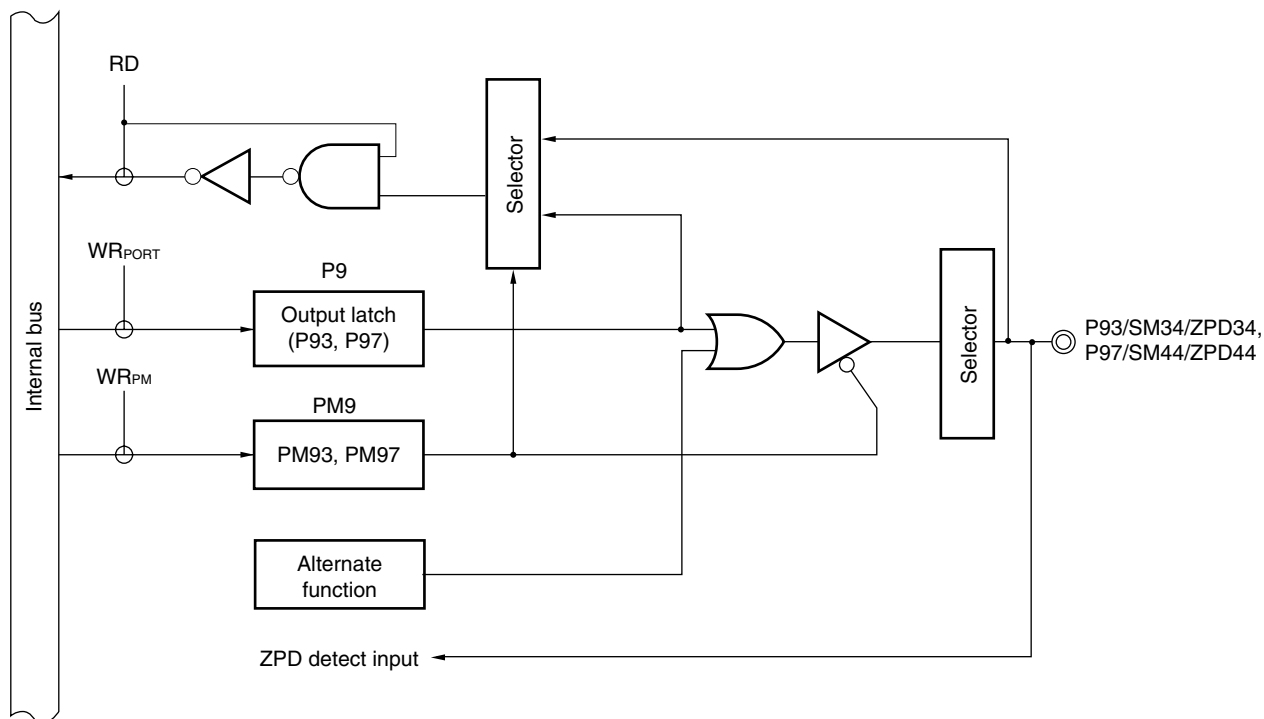 RD
Selector
WRPORT
P9
Output latch
(P93, P97)
Internal bus
WRPM
PM9
PM93, PM97
Selector
P93/SM34/ZPD34,
P97/SM44/ZPD44
Alternate
function
ZPD detect input